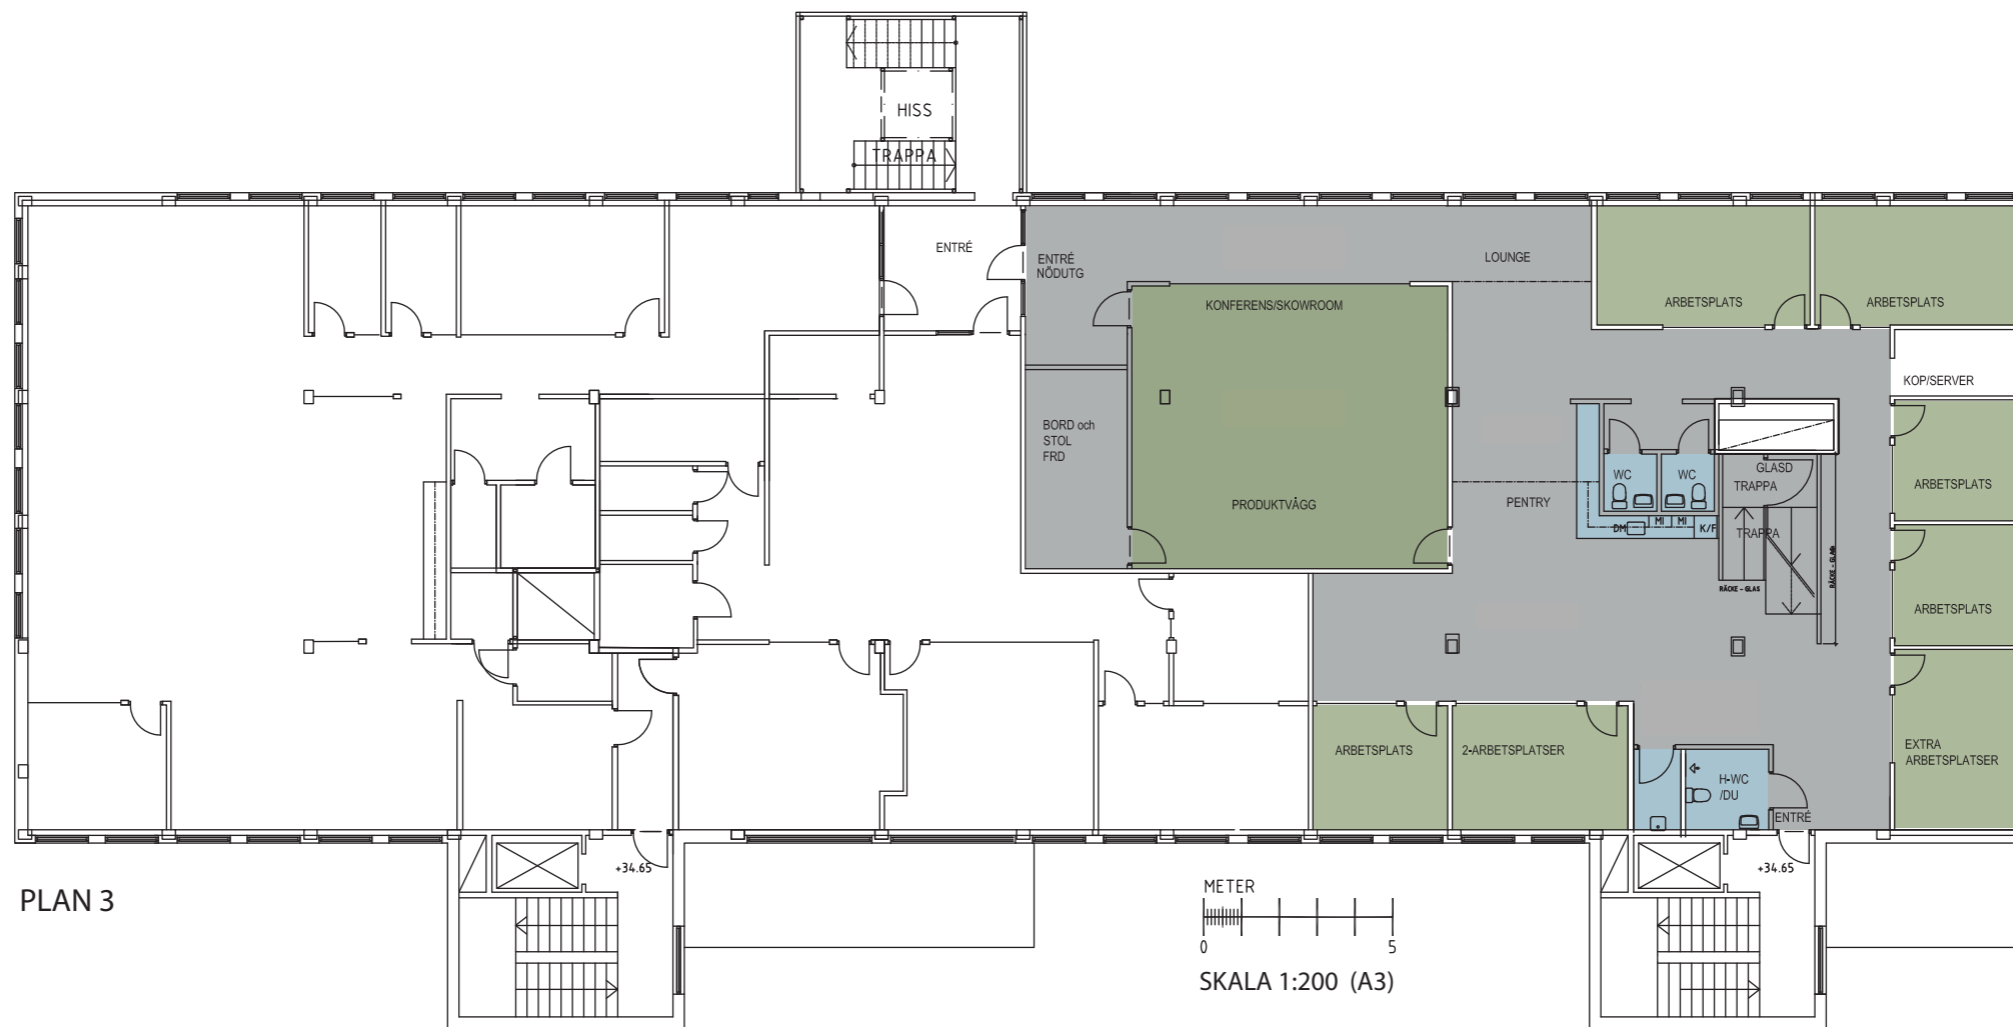 HISS
TRAPPA
ENTRÉ
ENTRÉ
NÖDUTG
LOUNGE
KONFERENS/SKOWROOM
ARBETSPLATS
ARBETSPLATS
KOP/SERVER
BORD och
STOL
FRD
PRODUKTVÄGG
PENTRY
WC
WC
GLASD
TRAPPA
ARBETSPLATS
DM
MI
MI
K/F
TRAPPA
RÄCKE - GLAS
RÄCKE - GLAS
ARBETSPLATS
ARBETSPLATS
2-ARBETSPLATSER
EXTRA
ARBETSPLATSER
H-WC
/DU
ENTRÉ
+34.65
+34.65
PLAN 3
METER
0 5
SKALA 1:200 (A3)